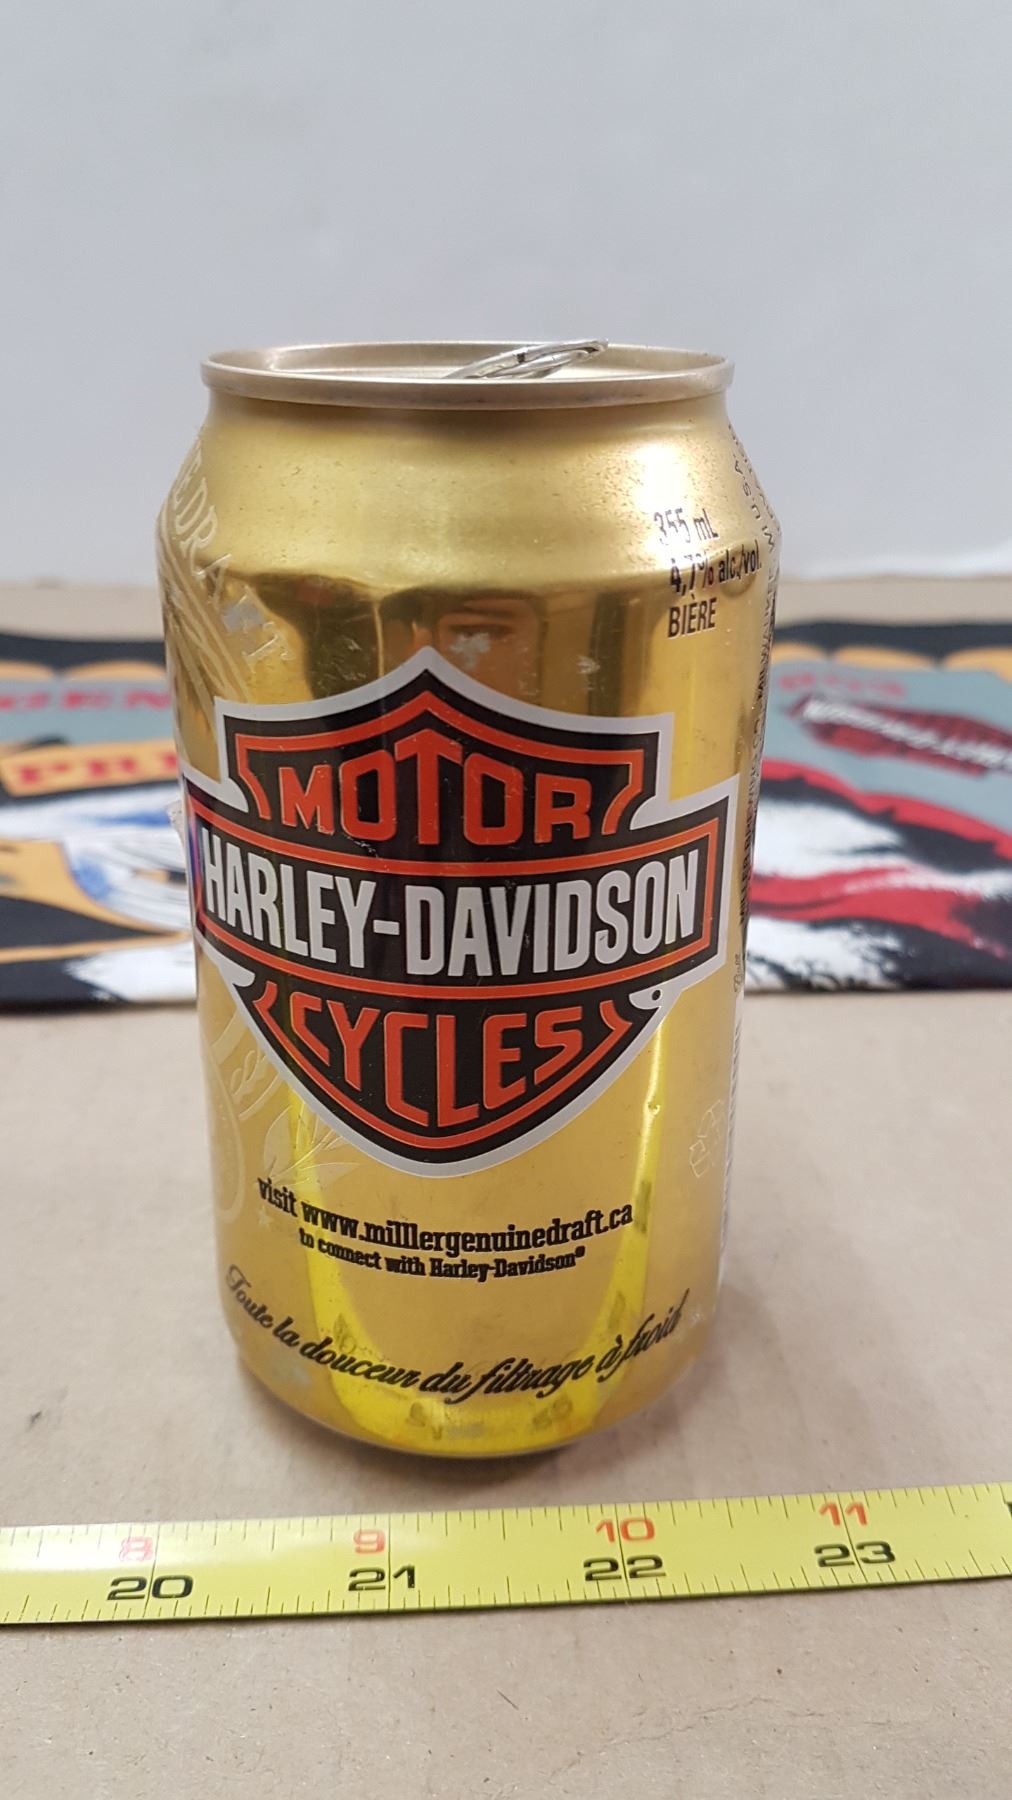 355 mL
4,7% alc./vol.
BIÈRE
MOTOR
HARLEY-DAVIDSON
CYCLES
visit www.milllergenuinedraft.ca
to connect with Harley-Davidson®
Toute la douceur du filtrage à froid
8 9 10 11
20 21 22 23